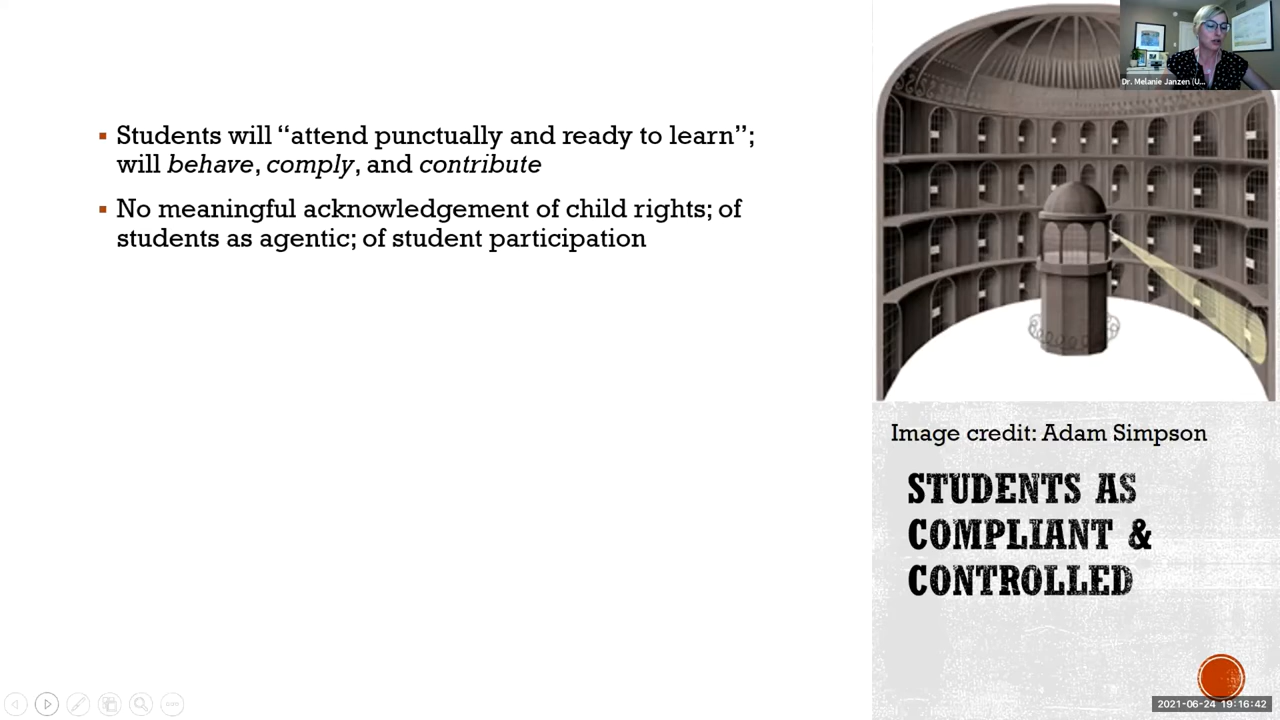 Students will “attend punctually and ready to learn”;
will behave, comply, and contribute
No meaningful acknowledgement of child rights; of
students as agentic; of student participation
Dr. Melanie Janzen (U...
Image credit: Adam Simpson
STUDENTS AS
COMPLIANT &
CONTROLLED
2021-06-24 19:16:42